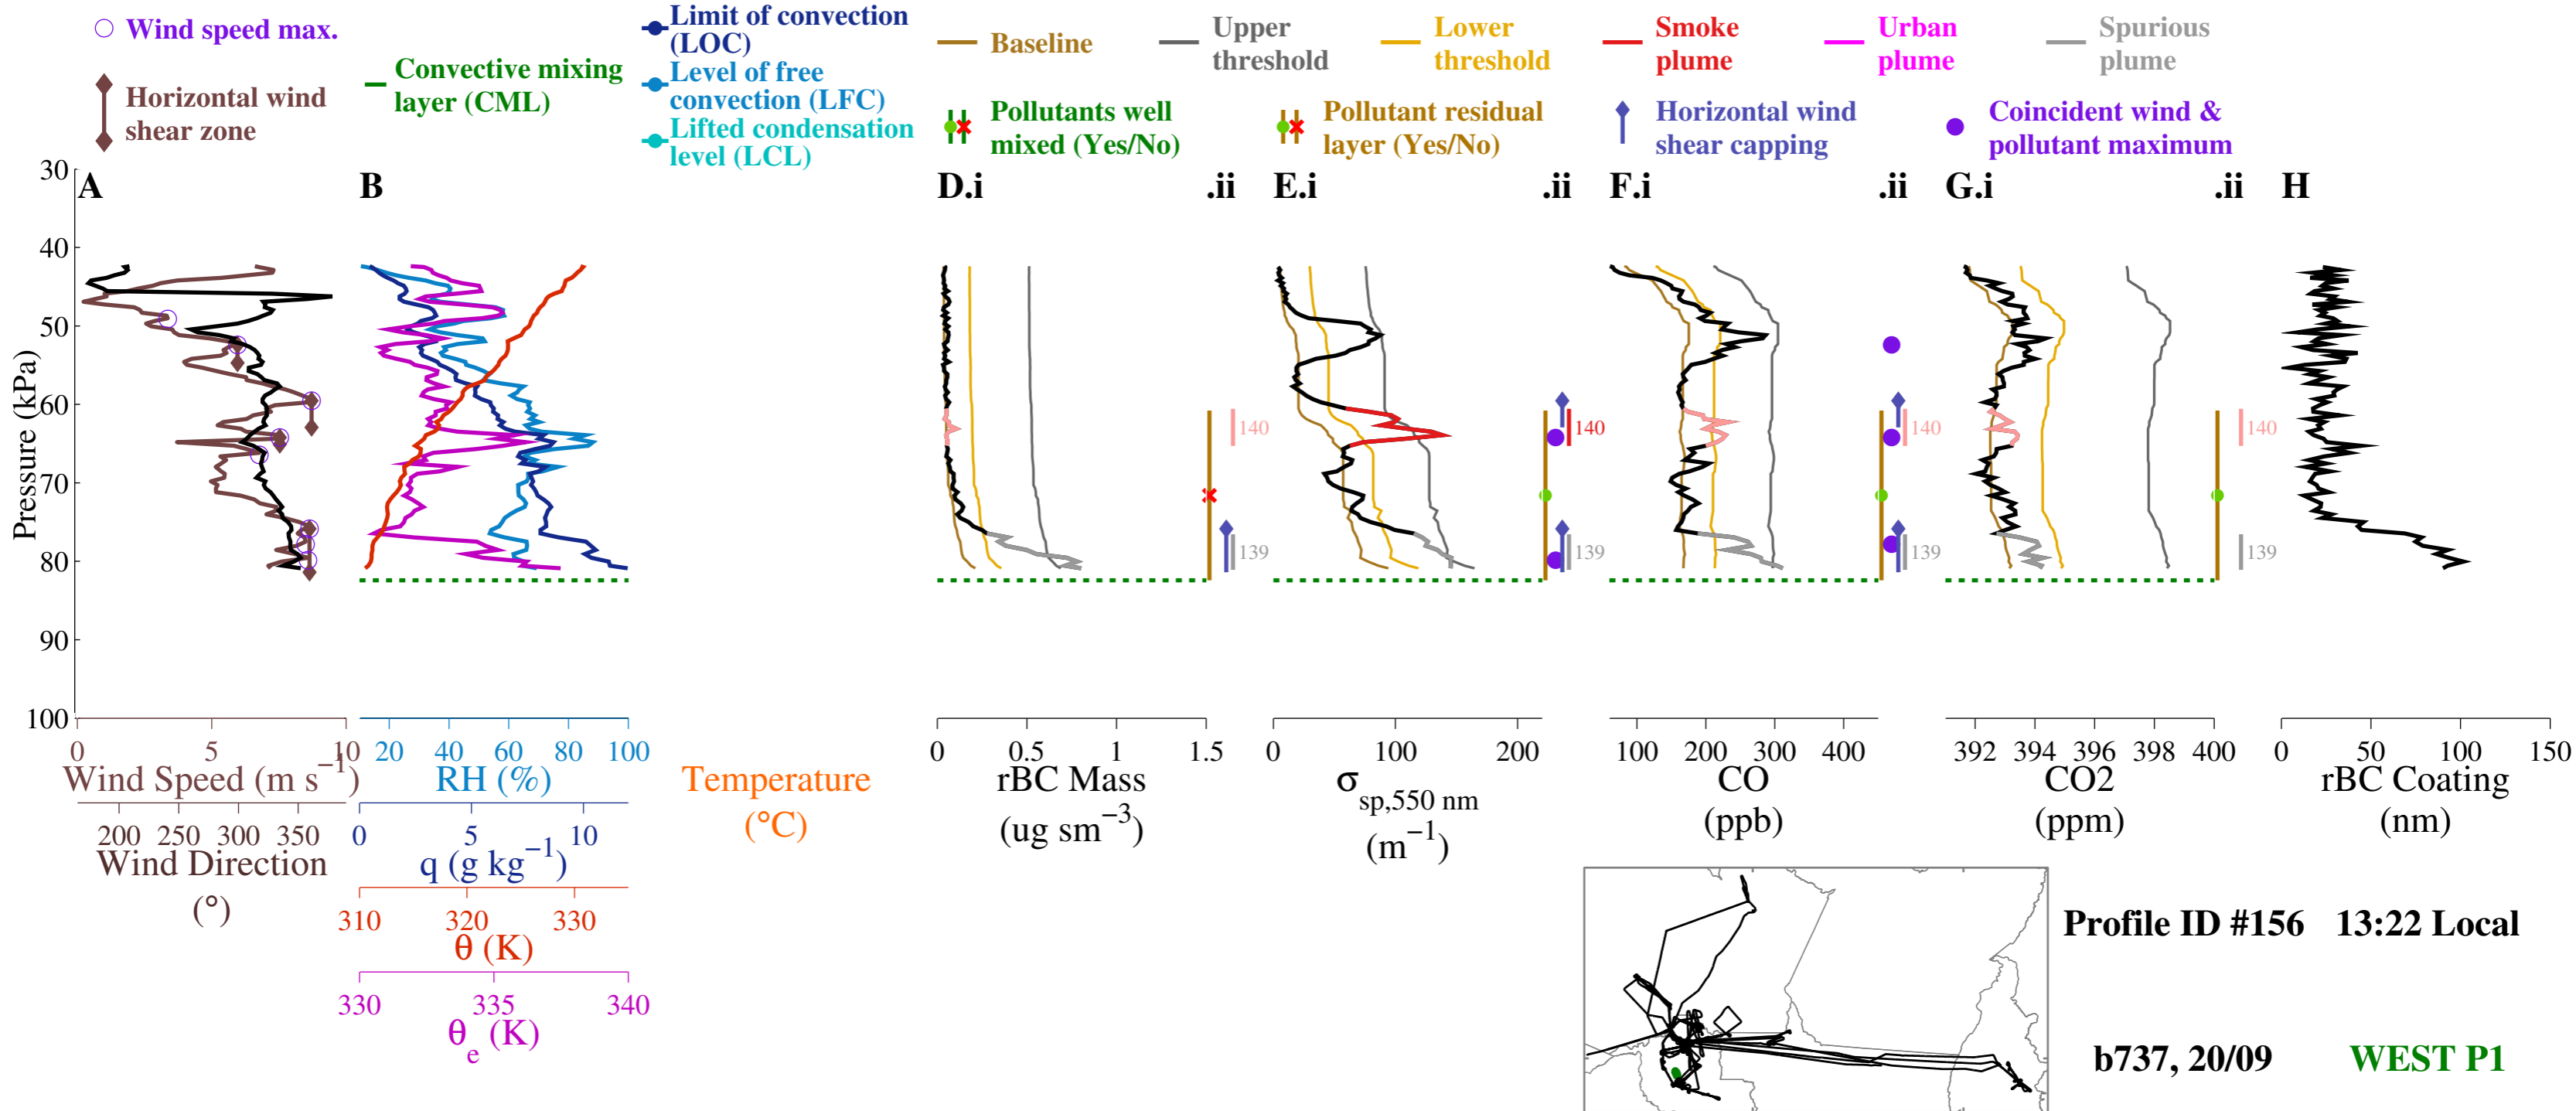 Wind speed max.
Horizontal wind
shear zone
Convective mixing
layer (CML)
Limit of convection
(LOC)
Level of free
convection (LFC)
Lifted condensation
level (LCL)
Baseline
Upper
threshold
Lower
threshold
Smoke
plume
Urban
plume
Spurious
plume
Pollutants well
mixed (Yes/No)
Pollutant residual
layer (Yes/No)
Horizontal wind
shear capping
Coincident wind &
pollutant maximum
A
B
D.i
.ii
E.i
.ii
F.i
.ii
G.i
.ii
H
30
40
50
60
70
80
90
100
Pressure (kPa)
140
139
140
139
140
139
140
139
0 5 10
Wind Speed (m s⁻¹)
200 250 300 350
Wind Direction
(°)
20 40 60 80 100
RH (%)
0 5 10
q (g kg⁻¹)
310 320 330
θ (K)
330 335 340
θe (K)
Temperature
(°C)
0 0.5 1 1.5
rBC Mass
(ug sm⁻³)
0 100 200
σsp,550 nm
(m⁻¹)
100 200 300 400
CO
(ppb)
392 394 396 398 400
CO2
(ppm)
0 50 100 150
rBC Coating
(nm)
Profile ID #156 13:22 Local
b737, 20/09 WEST P1